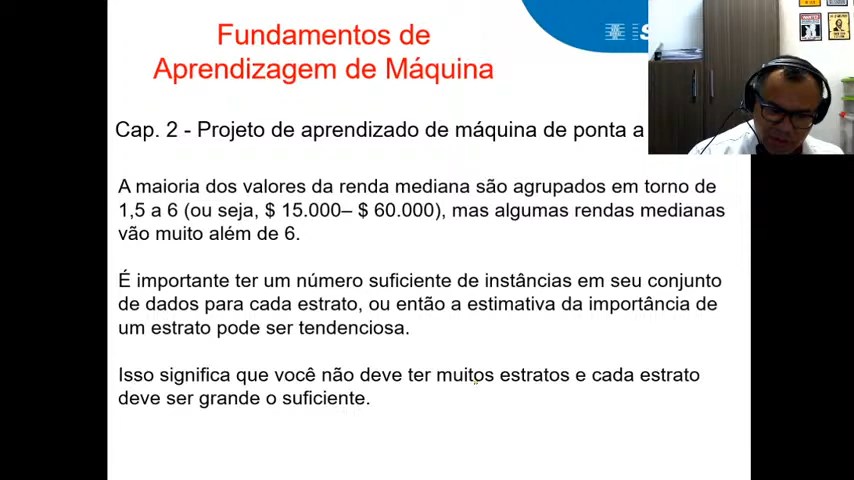 Fundamentos de
Aprendizagem de Máquina
Cap. 2 - Projeto de aprendizado de máquina de ponta a
A maioria dos valores da renda mediana são agrupados em torno de
1,5 a 6 (ou seja, $ 15.000– $ 60.000), mas algumas rendas medianas
vão muito além de 6.
É importante ter um número suficiente de instâncias em seu conjunto
de dados para cada estrato, ou então a estimativa da importância de
um estrato pode ser tendenciosa.
Isso significa que você não deve ter muitos estratos e cada estrato
deve ser grande o suficiente.